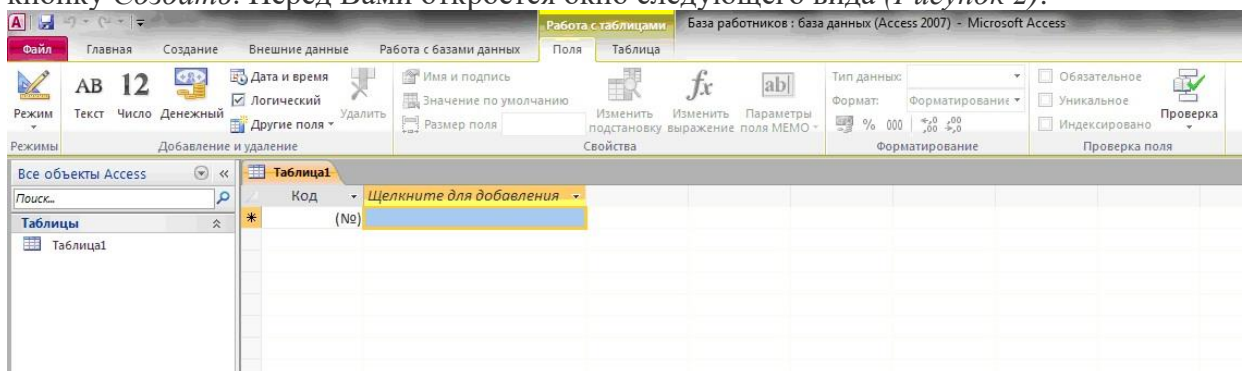 кнопку Создать. Перед Вами откроется окно следующего вида (Рисунок 2).
Работа с таблицами База работников : база данных (Access 2007) - Microsoft Access
Файл Главная Создание Внешние данные Работа с базами данных Поля Таблица
Режим
AB Текст
12 Число
Денежный
Дата и время
Логический
Другие поля
Удалить
Имя и подпись
Значение по умолчанию
Размер поля
Изменить подстановку
fx Изменить выражение
ab| Параметры поля MEMO
Тип данных:
Формат: Форматирование
% 000 ,00 ,0
Обязательное
Уникальное
Индексировано
Проверка
Режимы Добавление и удаление Свойства Форматирование Проверка поля
Все объекты Access «
Поиск...
Таблицы
Таблица1
Таблица1
Код Щелкните для добавления
* (№)